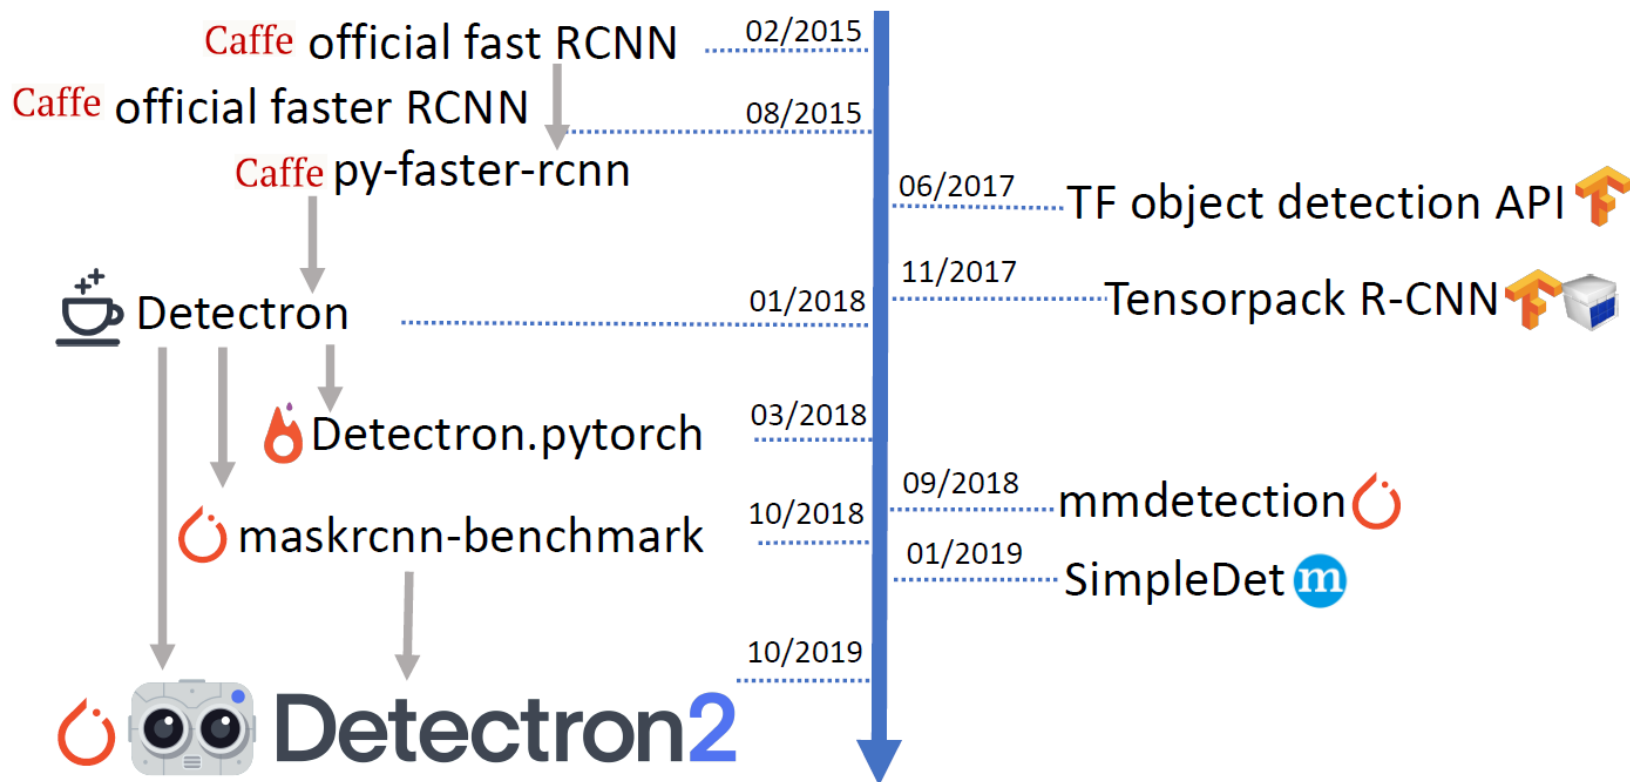 Caffe official fast RCNN 02/2015
Caffe official faster RCNN 08/2015
Caffe py-faster-rcnn
06/2017 TF object detection API
11/2017 Tensorpack R-CNN
++ Detectron 01/2018
Detectron.pytorch 03/2018
09/2018 mmdetection
maskrcnn-benchmark 10/2018
01/2019 SimpleDet m
10/2019
Detectron2